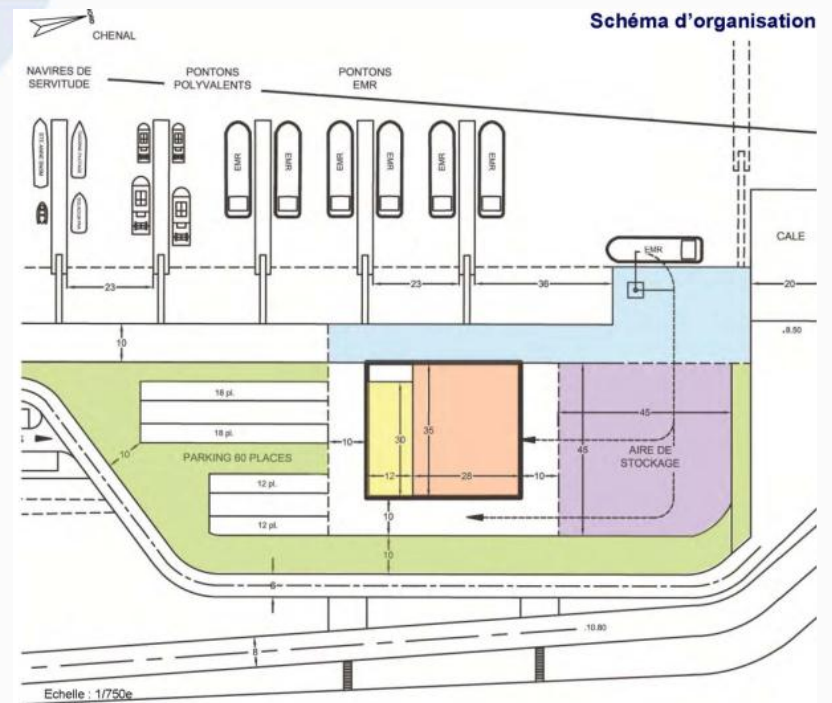 Schéma d'organisation
CHENAL
NAVIRES DE
SERVITUDE
PONTONS
POLYVALENTS
PONTONS
EMR
EMR
EMR
EMR
EMR
EMR
EMR
EMR
CALE
23
23
36
20
8.50
10
18 pl.
18 pl.
10
PARKING 60 PLACES
12 pl.
12 pl.
10
30
35
12
28
10
45
45
AIRE DE
STOCKAGE
10
10
6
8
10.80
Echelle : 1/750e